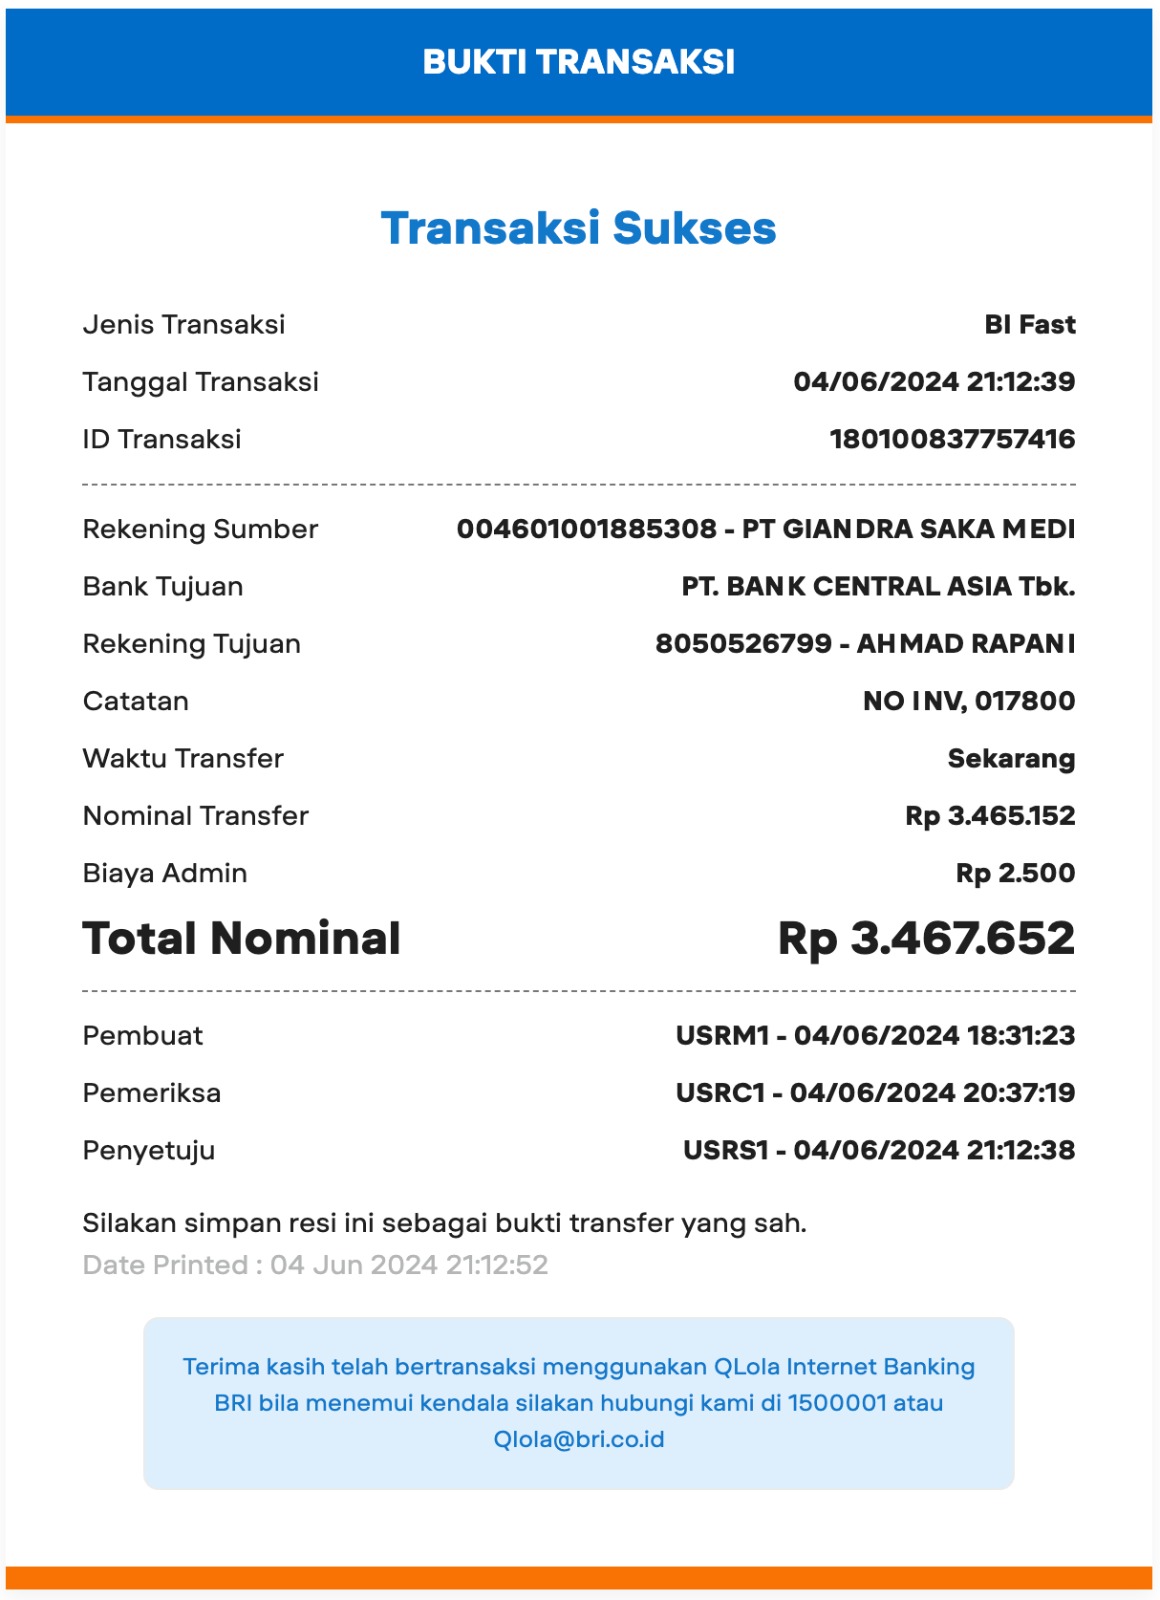 BUKTI TRANSAKSI
Transaksi Sukses
Jenis Transaksi BI Fast
Tanggal Transaksi 04/06/2024 21:12:39
ID Transaksi 180100837757416
Rekening Sumber 004601001885308 - PT GIANDRA SAKA MEDI
Bank Tujuan PT. BANK CENTRAL ASIA Tbk.
Rekening Tujuan 8050526799 - AHMAD RAPANI
Catatan NO INV, 017800
Waktu Transfer Sekarang
Nominal Transfer Rp 3.465.152
Biaya Admin Rp 2.500
Total Nominal Rp 3.467.652
Pembuat USRM1 - 04/06/2024 18:31:23
Pemeriksa USRC1 - 04/06/2024 20:37:19
Penyetuju USRS1 - 04/06/2024 21:12:38
Silakan simpan resi ini sebagai bukti transfer yang sah.
Date Printed : 04 Jun 2024 21:12:52
Terima kasih telah bertransaksi menggunakan QLola Internet Banking
BRI bila menemui kendala silakan hubungi kami di 1500001 atau
Qlola@bri.co.id